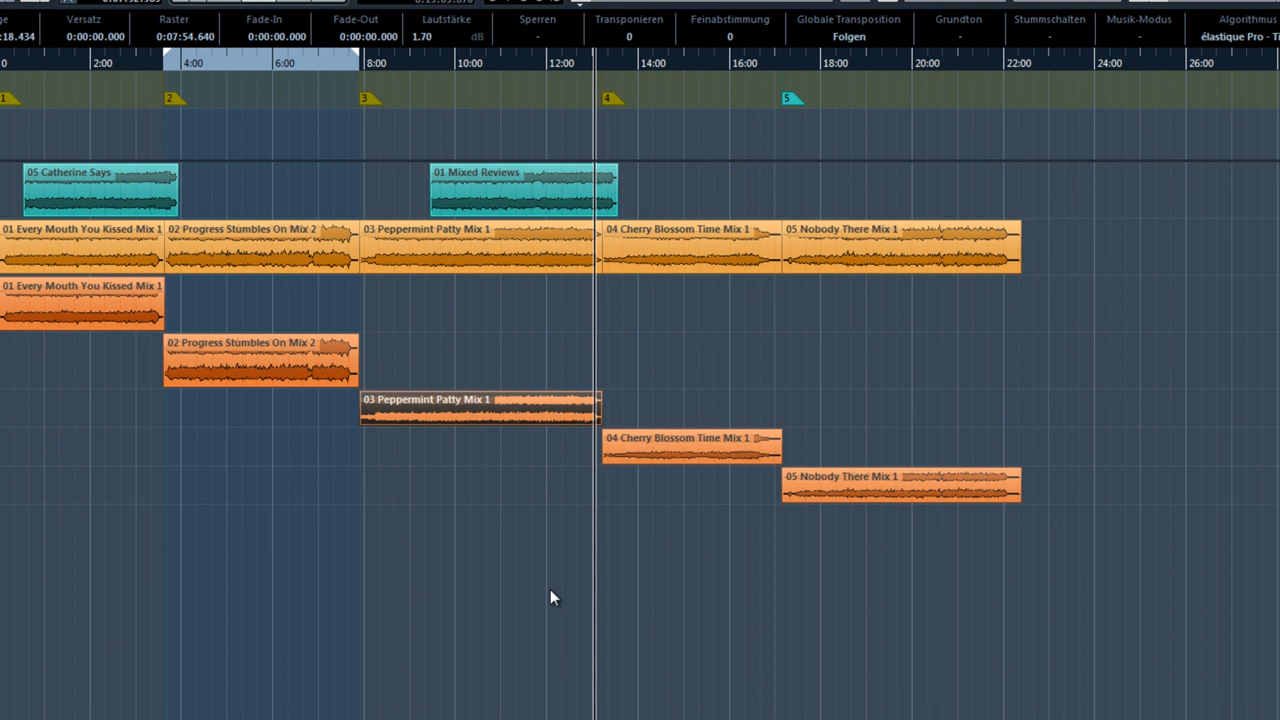 ge Versatz Raster Fade-In Fade-Out Lautstärke Sperren Transponieren Feinabstimmung Globale Transposition Grundton Stummschalten Musik-Modus Algorithmus
:18.434 0:00:00.000 0:07:54.640 0:00:00.000 0:00:00.000 1.70 dB - 0 0 Folgen - - - élastique Pro - Ti
0 2:00 4:00 6:00 8:00 10:00 12:00 14:00 16:00 18:00 20:00 22:00 24:00 26:00
1 2 3 4 5
05 Catherine Says 01 Mixed Reviews
01 Every Mouth You Kissed Mix 1 02 Progress Stumbles On Mix 2 03 Peppermint Patty Mix 1 04 Cherry Blossom Time Mix 1 05 Nobody There Mix 1
01 Every Mouth You Kissed Mix 1
02 Progress Stumbles On Mix 2
03 Peppermint Patty Mix 1
04 Cherry Blossom Time Mix 1
05 Nobody There Mix 1